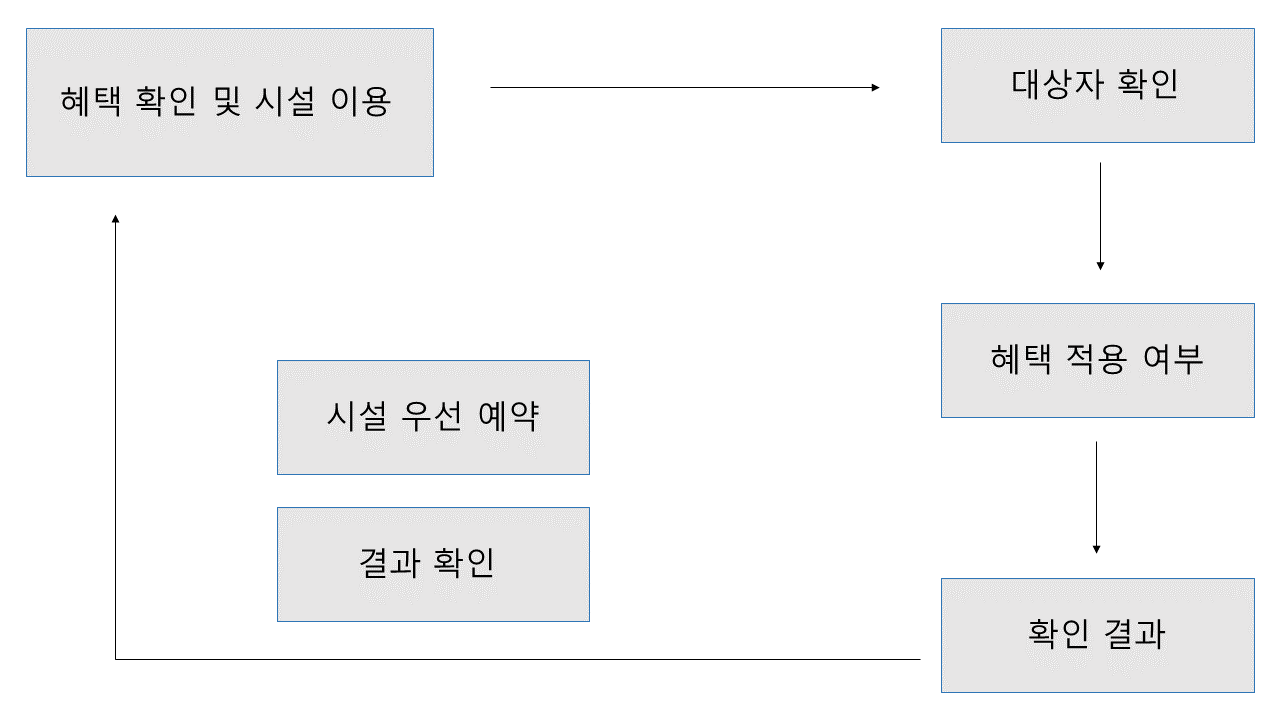 혜택 확인 및 시설 이용
대상자 확인
혜택 적용 여부
시설 우선 예약
결과 확인
확인 결과